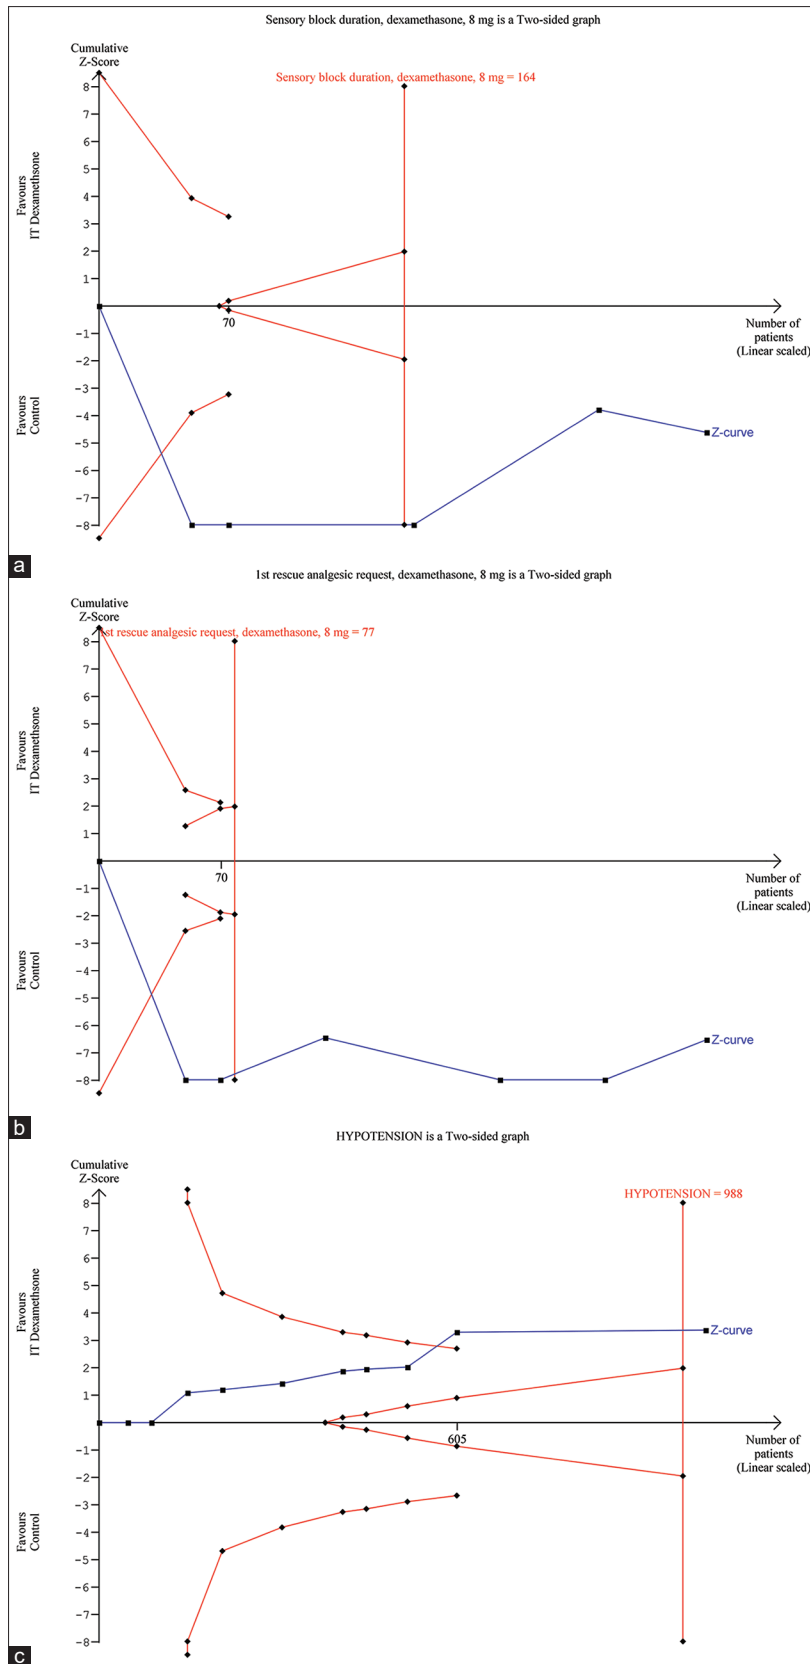 Sensory block duration, dexamethasone, 8 mg is a Two-sided graph
Cumulative
Z-Score
Sensory block duration, dexamethasone, 8 mg = 164
8
7
6
5
4
3
2
1
-1
-2
-3
-4
-5
-6
-7
-8
Favours
IT Dexamethsone
Favours
Control
70
Number of
patients
(Linear scaled)
Z-curve
a
1st rescue analgesic request, dexamethasone, 8 mg is a Two-sided graph
Cumulative
Z-Score
1st rescue analgesic request, dexamethasone, 8 mg = 77
8
7
6
5
4
3
2
1
-1
-2
-3
-4
-5
-6
-7
-8
Favours
IT Dexamethsone
Favours
Control
70
Number of
patients
(Linear scaled)
Z-curve
b
HYPOTENSION is a Two-sided graph
Cumulative
Z-Score
HYPOTENSION = 988
8
7
6
5
4
3
2
1
-1
-2
-3
-4
-5
-6
-7
-8
Favours
IT Dexamethsone
Favours
Control
Z-curve
605
Number of
patients
(Linear scaled)
c